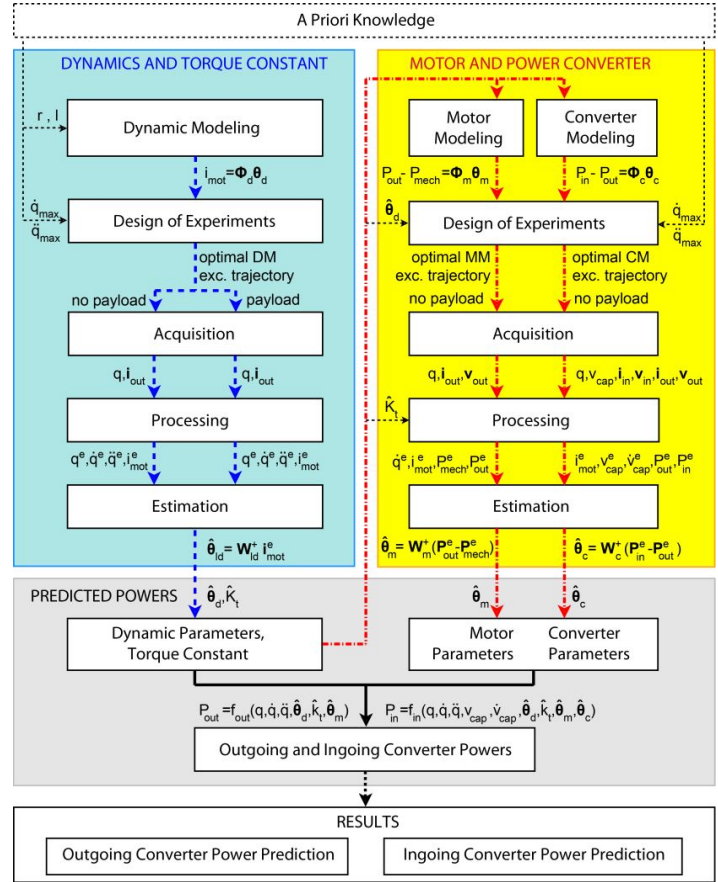 A Priori Knowledge
DYNAMICS AND TORQUE CONSTANT
r , l
Dynamic Modeling
i_mot=Φ_dθ_d
q̇_max
q̈_max
Design of Experiments
optimal DM
exc. trajectory
no payload
payload
Acquisition
q,i_out
q,i_out
Processing
q^e,q̇^e,q̈^e,i^e_mot
q^e,q̇^e,q̈^e,i^e_mot
Estimation
θ̂_ld= W^+_ld i^e_mot
MOTOR AND POWER CONVERTER
Motor
Modeling
Converter
Modeling
P_out- P_mech=Φ_mθ_m
P_in - P_out=Φ_cθ_c
θ̂_d
Design of Experiments
q̇_max
q̈_max
optimal MM
exc. trajectory
no payload
optimal CM
exc. trajectory
no payload
Acquisition
q,i_out,v_out
q,v_cap,i_in,v_in,i_out,v_out
K̂_t
Processing
q̇^e,i^e_mot,P^e_mech,P^e_out
i^e_mot,v^e_cap,v̇^e_cap,P^e_out,P^e_in
Estimation
θ̂_m= W^+_m(P^e_out-P^e_mech)
θ̂_c= W^+_c(P^e_in-P^e_out)
PREDICTED POWERS
θ̂_d,K̂_t
θ̂_m
θ̂_c
Dynamic Parameters,
Torque Constant
Motor
Parameters
Converter
Parameters
P_out=f_out(q,q̇,q̈,θ̂_d,k̂_t,θ̂_m)
P_in=f_in(q,q̇,q̈,v_cap,v̇_cap,θ̂_d,k̂_t,θ̂_m,θ̂_c)
Outgoing and Ingoing Converter Powers
RESULTS
Outgoing Converter Power Prediction
Ingoing Converter Power Prediction